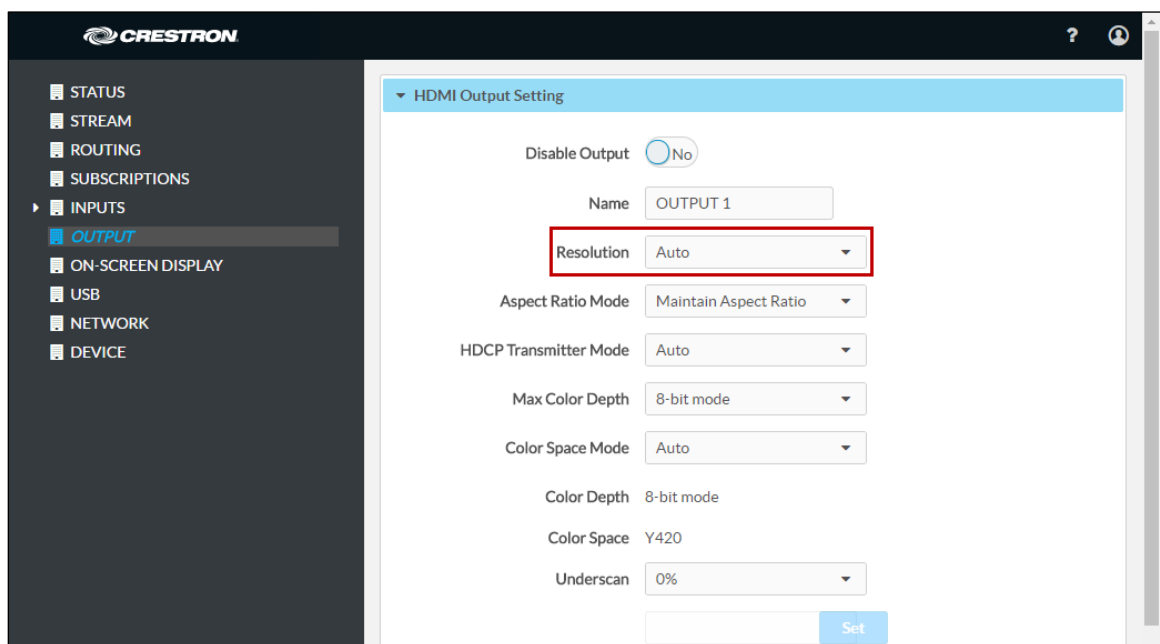 CRESTRON
?
STATUS
STREAM
ROUTING
SUBSCRIPTIONS
INPUTS
OUTPUT
ON-SCREEN DISPLAY
USB
NETWORK
DEVICE
HDMI Output Setting
Disable Output No
Name OUTPUT 1
Resolution Auto
Aspect Ratio Mode Maintain Aspect Ratio
HDCP Transmitter Mode Auto
Max Color Depth 8-bit mode
Color Space Mode Auto
Color Depth 8-bit mode
Color Space Y420
Underscan 0%
Set